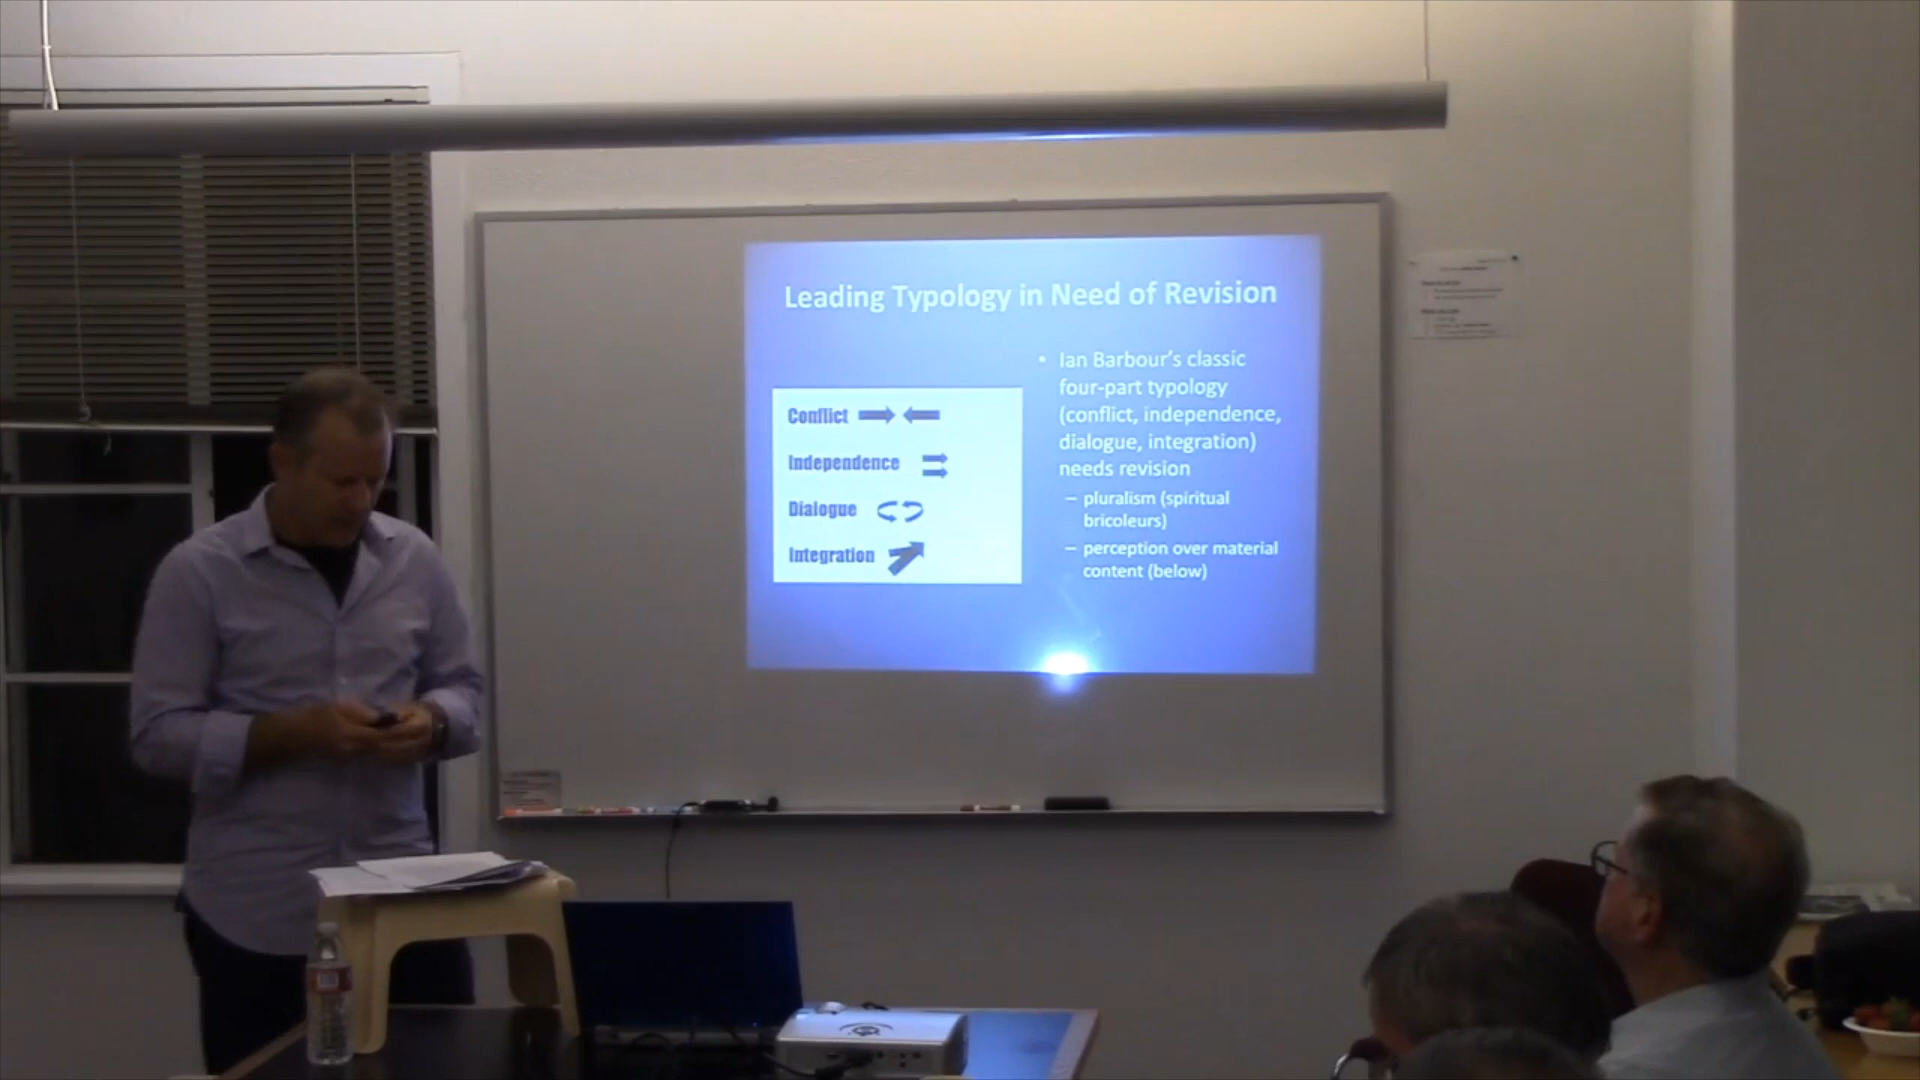 Leading Typology in Need of Revision
Conflict
Independence
Dialogue
Integration
• Ian Barbour's classic
four-part typology
(conflict, independence,
dialogue, integration)
needs revision
– pluralism (spiritual
bricoleurs)
– perception over material
content (below)